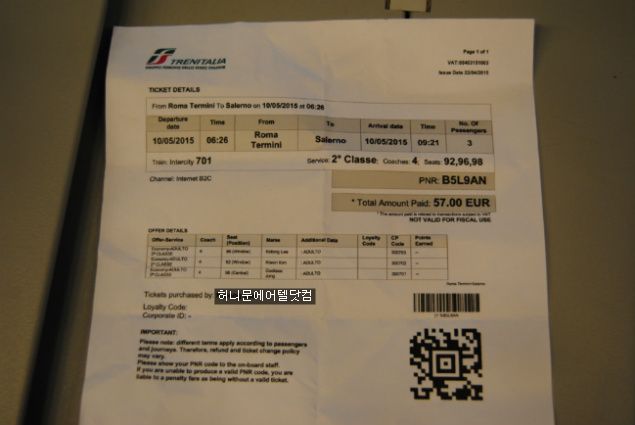 TRENITALIA
Page 1 of 1
Issue Date 22/04/2015
TICKET DETAILS
From Roma Termini To Salerno on 10/05/2015 at 06:26
Departure date Time From To Arrival date Time No. Of Passengers
10/05/2015 06:26 Roma Termini Salerno 10/05/2015 09:21 3
Train: Intercity 701 Service: 2° Classe; Coaches: 4, Seats: 92,96,98
Channel: Internet B2C
PNR: B5L9AN
* Total Amount Paid: 57.00 EUR
NOT VALID FOR FISCAL USE
OFFER DETAILS
Offer-Service Coach Seat (Position) Name Additional Data Loyalty Code CP Code Points Earned
ADULTO
ADULTO
ADULTO
Roma Termini-Salerno
Tickets purchased by: 허니문에어텔닷컴
Loyalty Code:
Corporate ID: -
IMPORTANT:
Please note: different terms apply according to passengers
and journeys. Therefore, refund and ticket change policy
may vary.
Please show your PNR code to the on-board staff.
If you are unable to produce a valid PNR code, you are
liable to a penalty fare as being without a valid ticket.